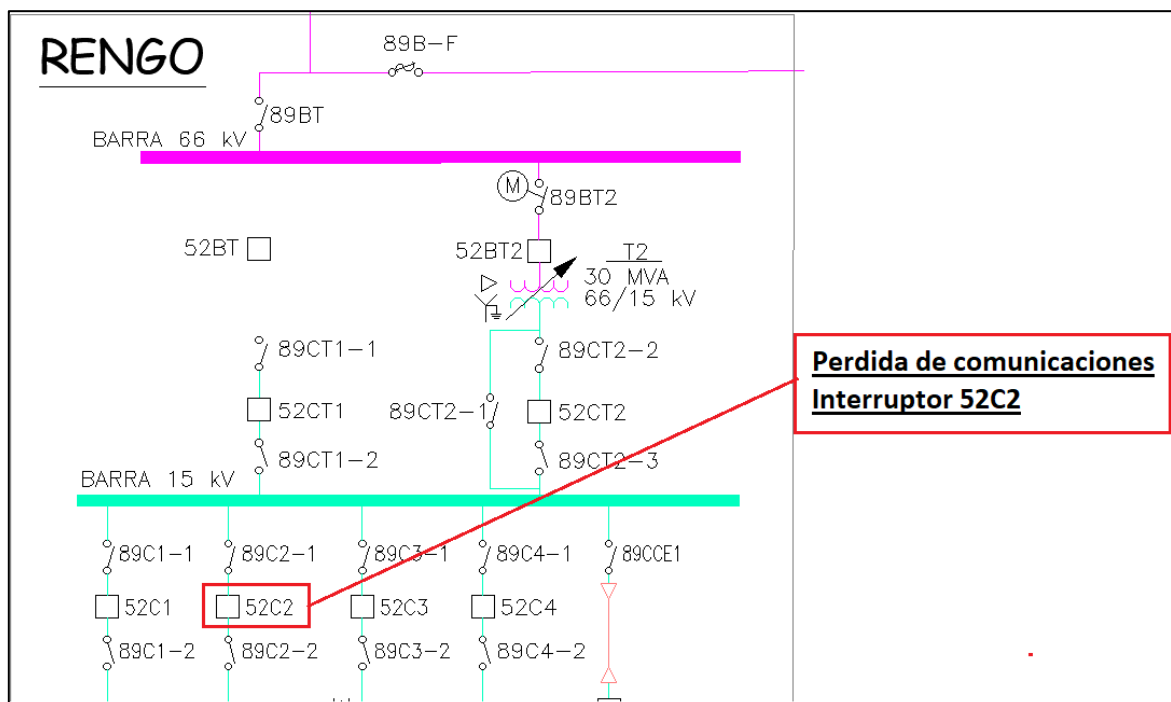 RENGO
89B-F
89BT
BARRA 66 kV
M
89BT2
52BT
52BT2
T2
30 MVA
66/15 kV
89CT1-1
89CT2-2
Perdida de comunicaciones
Interruptor 52C2
52CT1
89CT2-1
52CT2
89CT1-2
89CT2-3
BARRA 15 kV
89C1-1
89C2-1
89C3-1
89C4-1
89CCE1
52C1
52C2
52C3
52C4
89C1-2
89C2-2
89C3-2
89C4-2